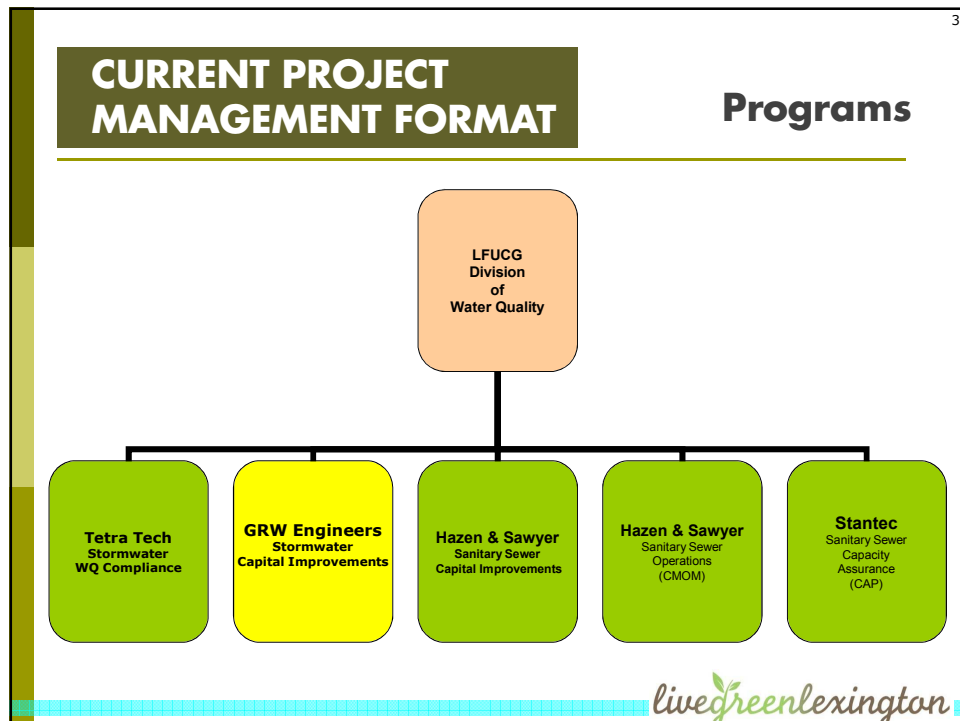 3
CURRENT PROJECT
MANAGEMENT FORMAT
Programs
LFUCG
Division
of
Water Quality
Tetra Tech
Stormwater
WQ Compliance
GRW Engineers
Stormwater
Capital Improvements
Hazen & Sawyer
Sanitary Sewer
Capital Improvements
Hazen & Sawyer
Sanitary Sewer
Operations
(CMOM)
Stantec
Sanitary Sewer
Capacity
Assurance
(CAP)
livegreenlexington